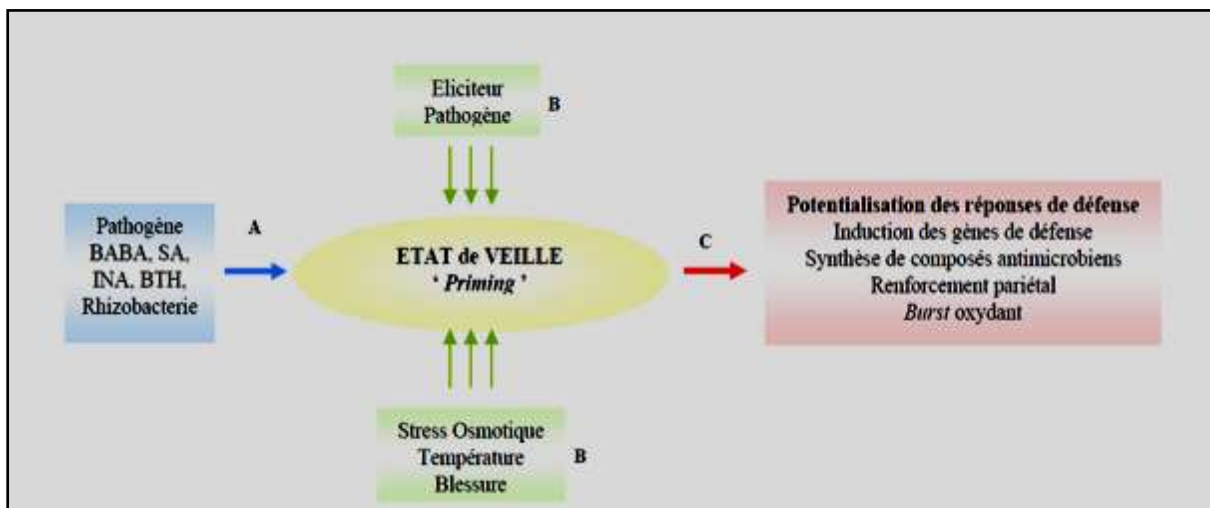 Eliciteur
Pathogène
B
Pathogène
BABA, SA,
INA, BTH,
Rhizobacterie
A
ETAT de VEILLE
‘ Priming ’
C
Potentialisation des réponses de défense
Induction des gènes de défense
Synthèse de composés antimicrobiens
Renforcement pariétal
Burst oxydant
Stress Osmotique
Température
Blessure
B